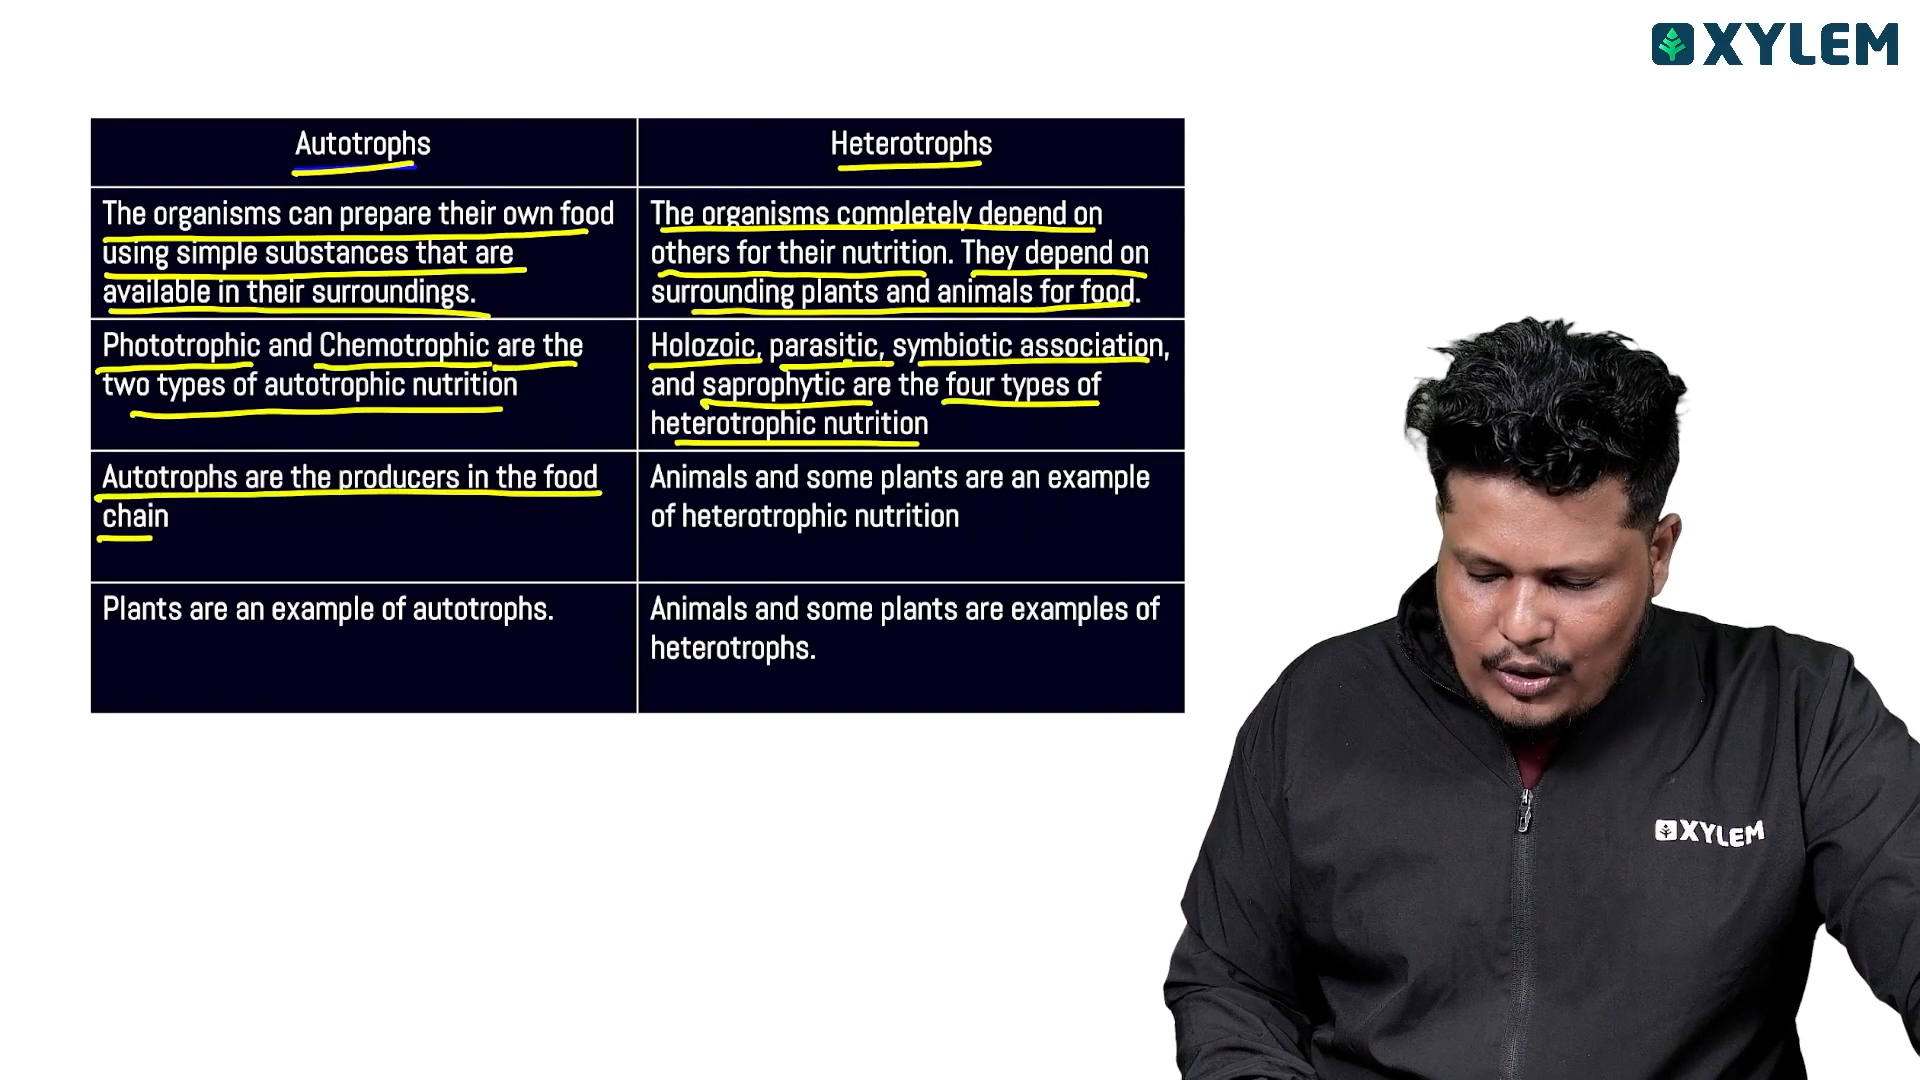 XYLEM
Autotrophs
Heterotrophs
The organisms can prepare their own food
using simple substances that are
available in their surroundings.
The organisms completely depend on
others for their nutrition. They depend on
surrounding plants and animals for food.
Phototrophic and Chemotrophic are the
two types of autotrophic nutrition
Holozoic, parasitic, symbiotic association,
and saprophytic are the four types of
heterotrophic nutrition
Autotrophs are the producers in the food
chain
Animals and some plants are an example
of heterotrophic nutrition
Plants are an example of autotrophs.
Animals and some plants are examples of
heterotrophs.
XYLEM